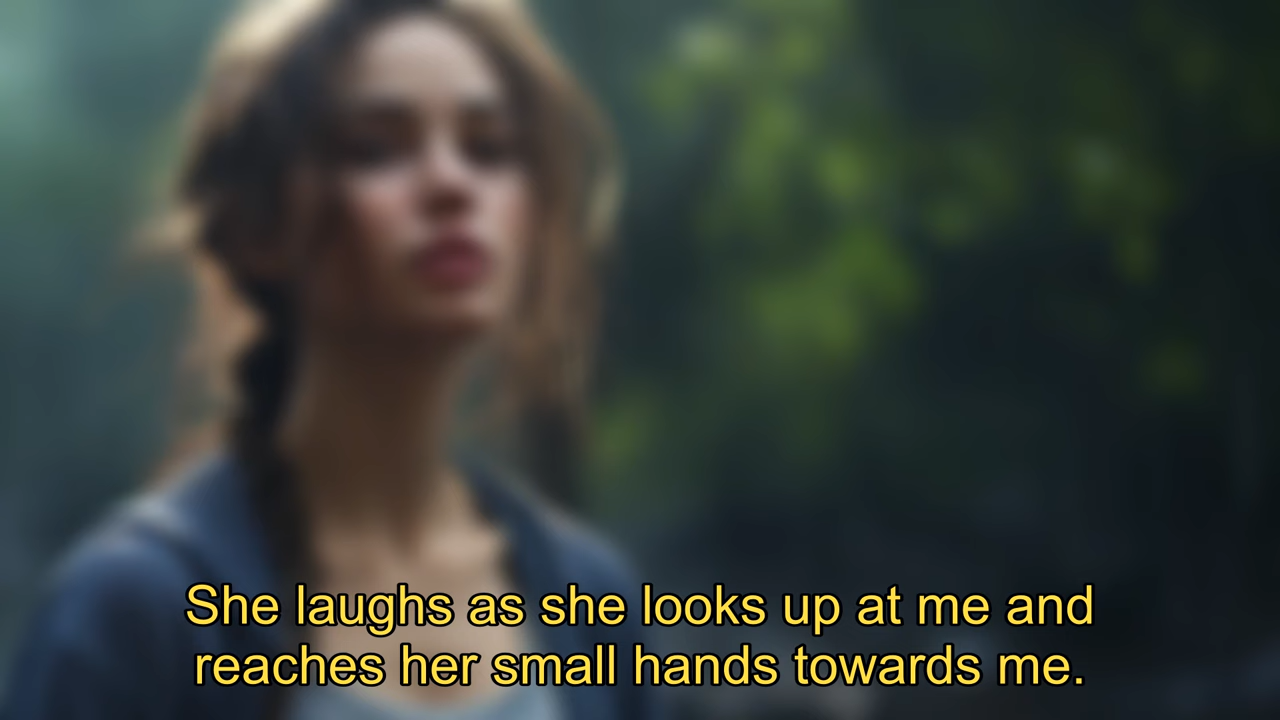 She laughs as she looks up at me and
reaches her small hands towards me.